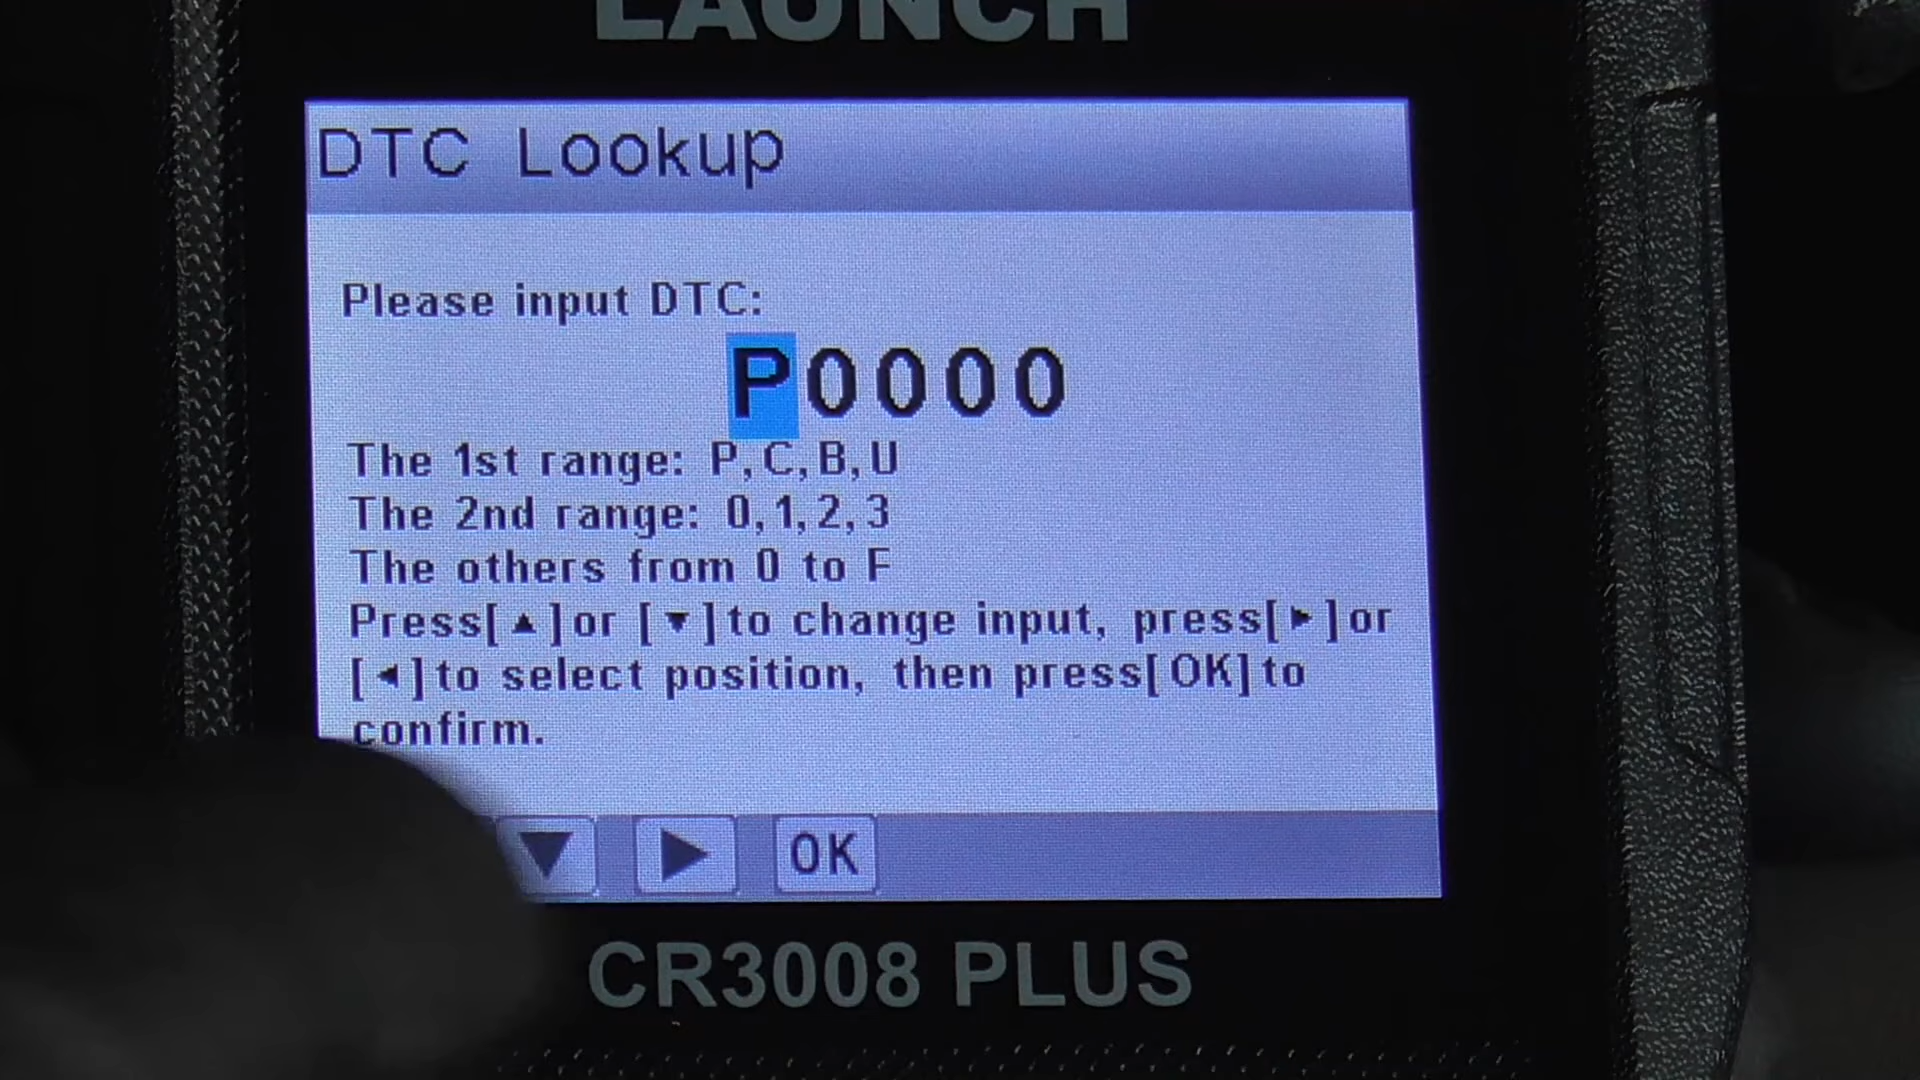 LAUNCH
DTC Lookup
Please input DTC:
P0000
The 1st range: P,C,B,U
The 2nd range: 0,1,2,3
The others from 0 to F
Press[▲]or [▼]to change input, press[►]or
[◄]to select position, then press[OK]to
confirm.
OK
CR3008 PLUS